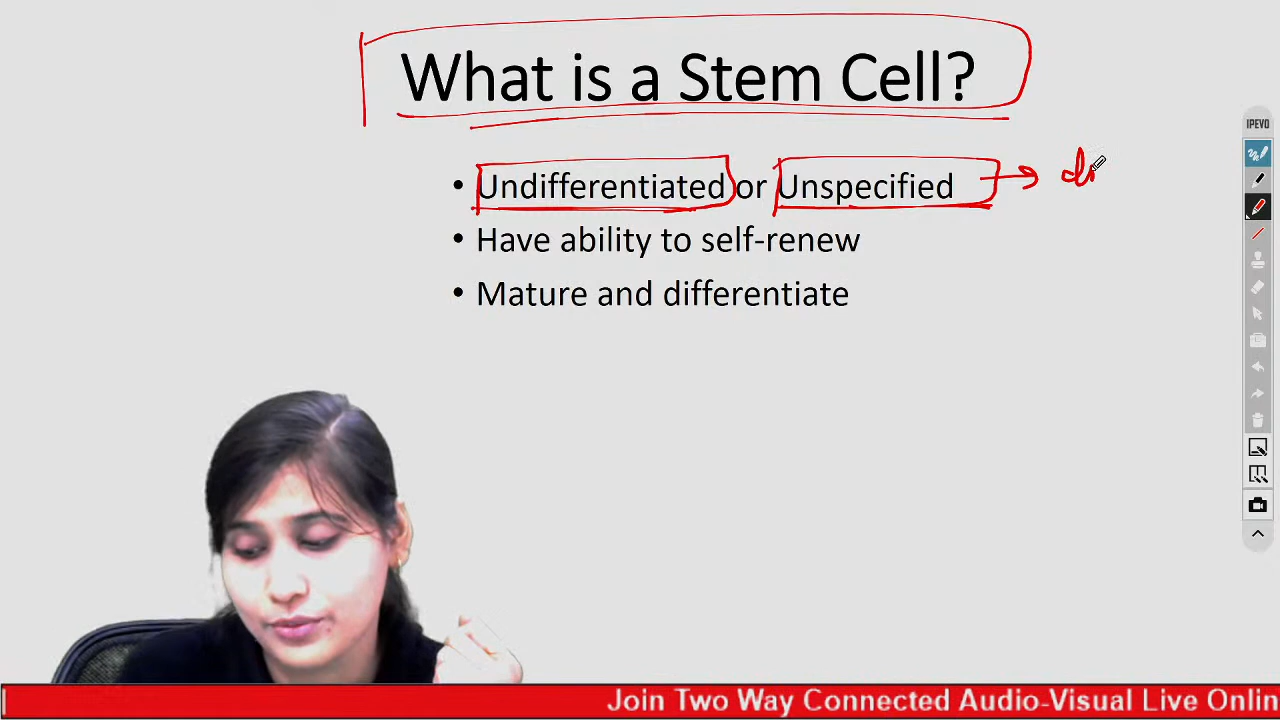 What is a Stem Cell?
• Undifferentiated or Unspecified → di
• Have ability to self-renew
• Mature and differentiate
IPEVO
Join Two Way Connected Audio-Visual Live Onlin